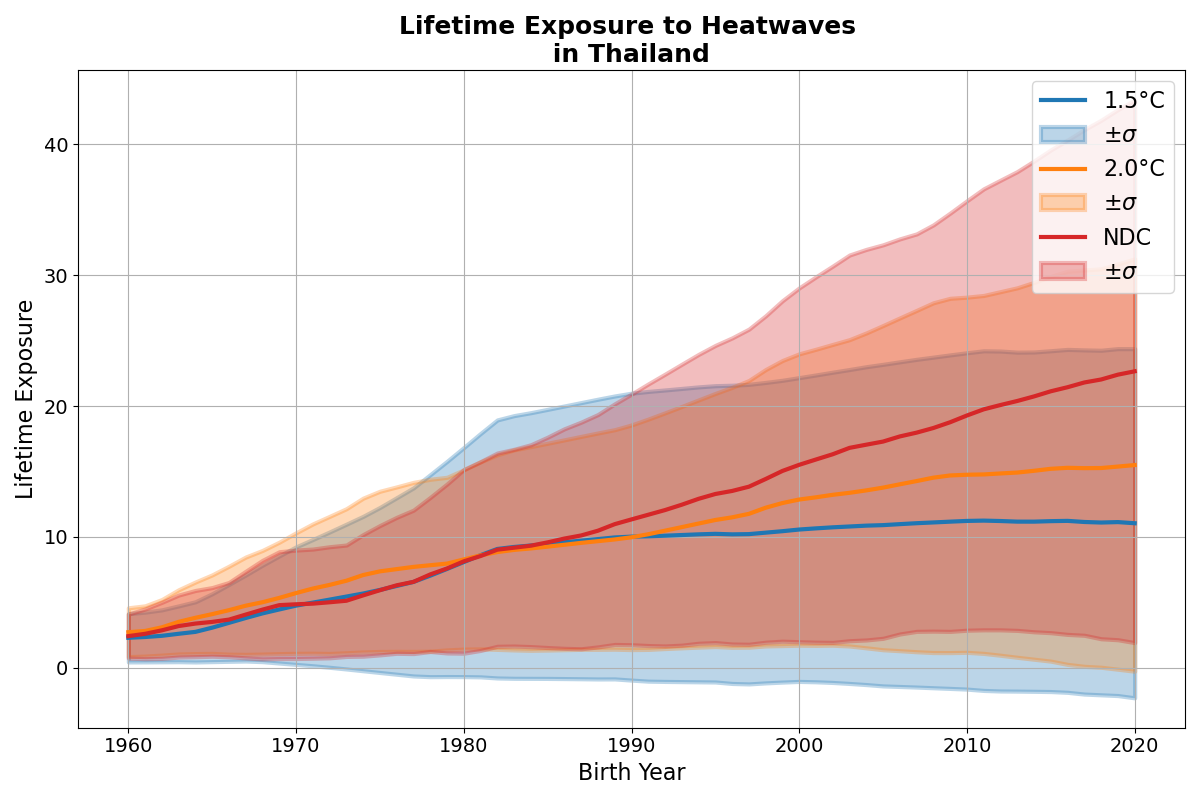 Lifetime Exposure to Heatwaves
in Thailand
Lifetime Exposure
40
30
20
10
0
1960 1970 1980 1990 2000 2010 2020
Birth Year
1.5°C
±σ
2.0°C
±σ
NDC
±σ